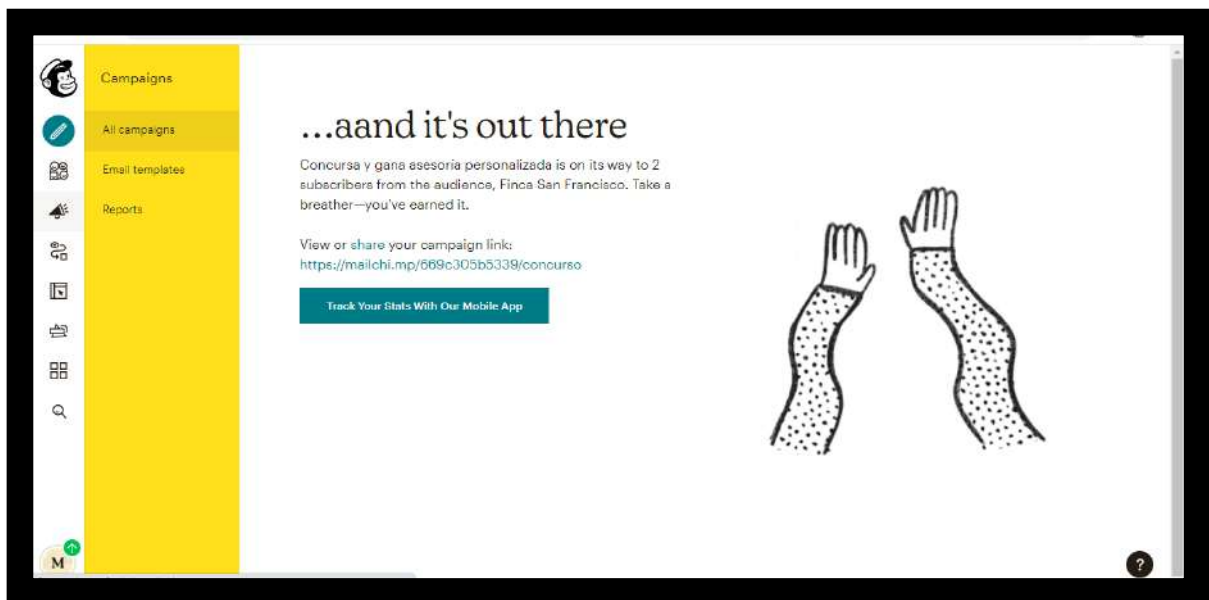 Campaigns
All campaigns
Email templates
Reports
...aand it's out there
Concursa y gana asesoria personalizada is on its way to 2
subscribers from the audience, Finca San Francisco. Take a
breather—you've earned it.
View or share your campaign link:
https://mailchi.mp/669c305b5339/concurso
Track Your Stats With Our Mobile App
M
?